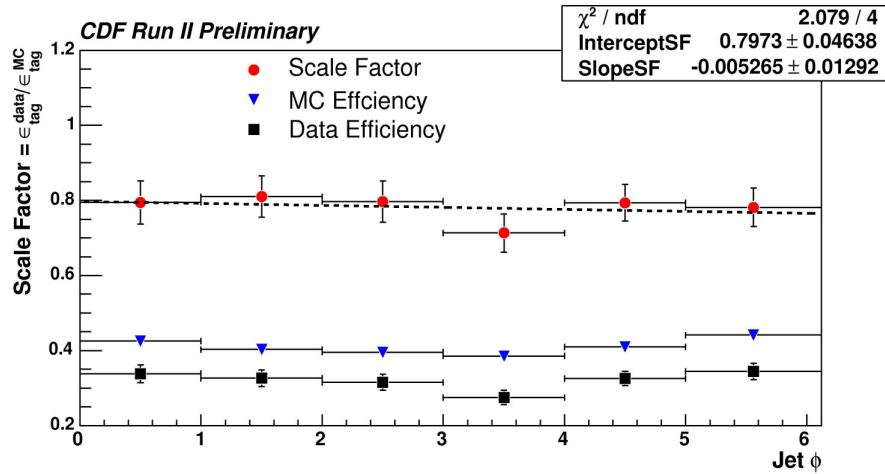 CDF Run II Preliminary
χ² / ndf 2.079 / 4
InterceptSF 0.7973 ± 0.04638
SlopeSF -0.005265 ± 0.01292
Scale Factor
MC Effciency
Data Efficiency
Scale Factor = ϵ_tag^data / ϵ_tag^MC
1.2
1
0.8
0.6
0.4
0.2
0 1 2 3 4 5 6
Jet ϕ